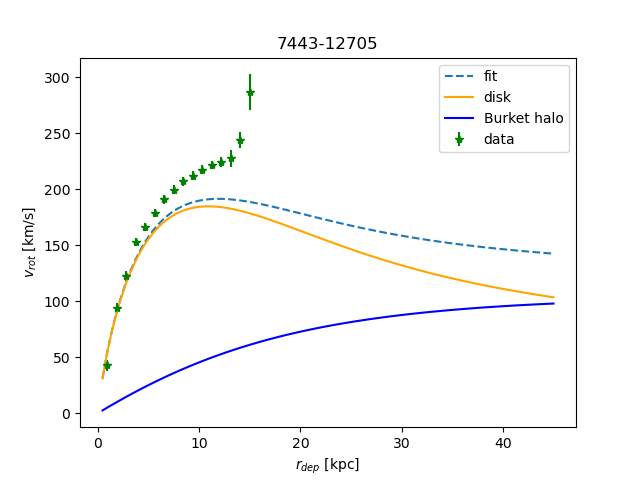 7443-12705
fit
disk
Burket halo
data
300
250
200
150
100
50
0
v_rot [km/s]
0 10 20 30 40
r_dep [kpc]